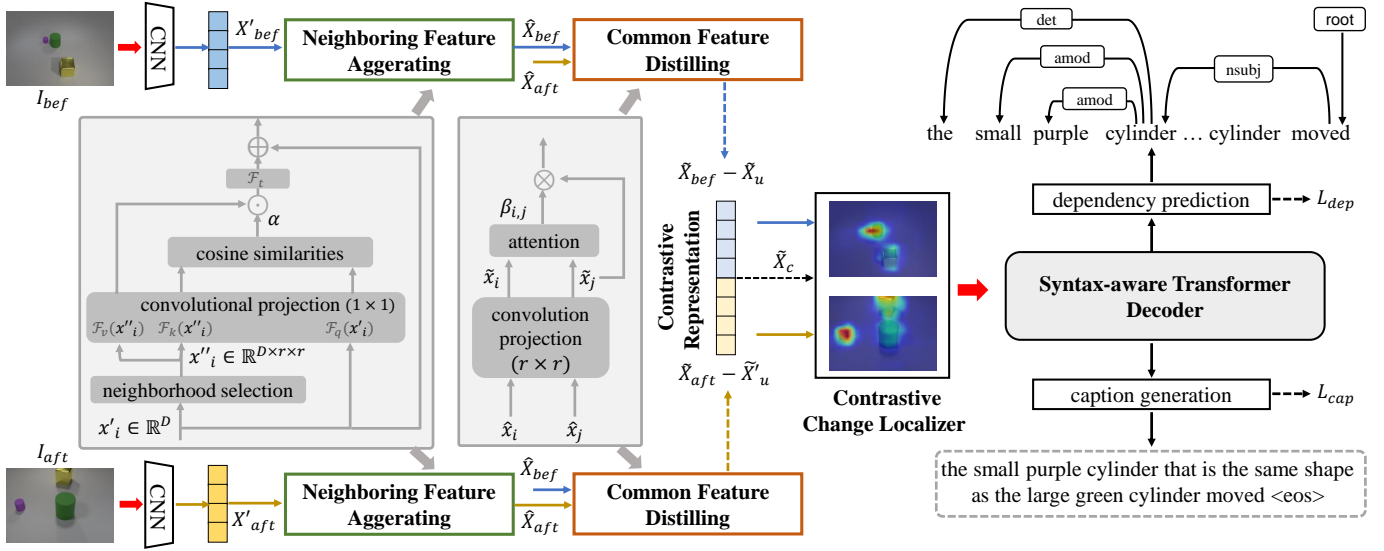 I_bef
CNN
X'_bef
Neighboring Feature
Aggerating
X̂_bef
X̂_aft
Common Feature
Distilling
ℱ_t
α
cosine similarities
convolutional projection (1 × 1)
ℱ_v(x''_i) ℱ_k(x''_i) ℱ_q(x'_i)
x''_i ∈ ℝ^{D×r×r}
neighborhood selection
x'_i ∈ ℝ^D
β_{i,j}
attention
x̃_i x̃_j
convolution
projection
(r × r)
x̂_i x̂_j
X̃_bef − X̃_u
Contrastive
Representation
X̃_c
X̃_aft − X̃'_u
Contrastive
Change Localizer
I_aft
CNN
X'_aft
Neighboring Feature
Aggerating
X̂_bef
X̂_aft
Common Feature
Distilling
det
root
amod
nsubj
amod
the small purple cylinder … cylinder moved
dependency prediction
L_dep
Syntax-aware Transformer
Decoder
caption generation
L_cap
the small purple cylinder that is the same shape
as the large green cylinder moved <eos>